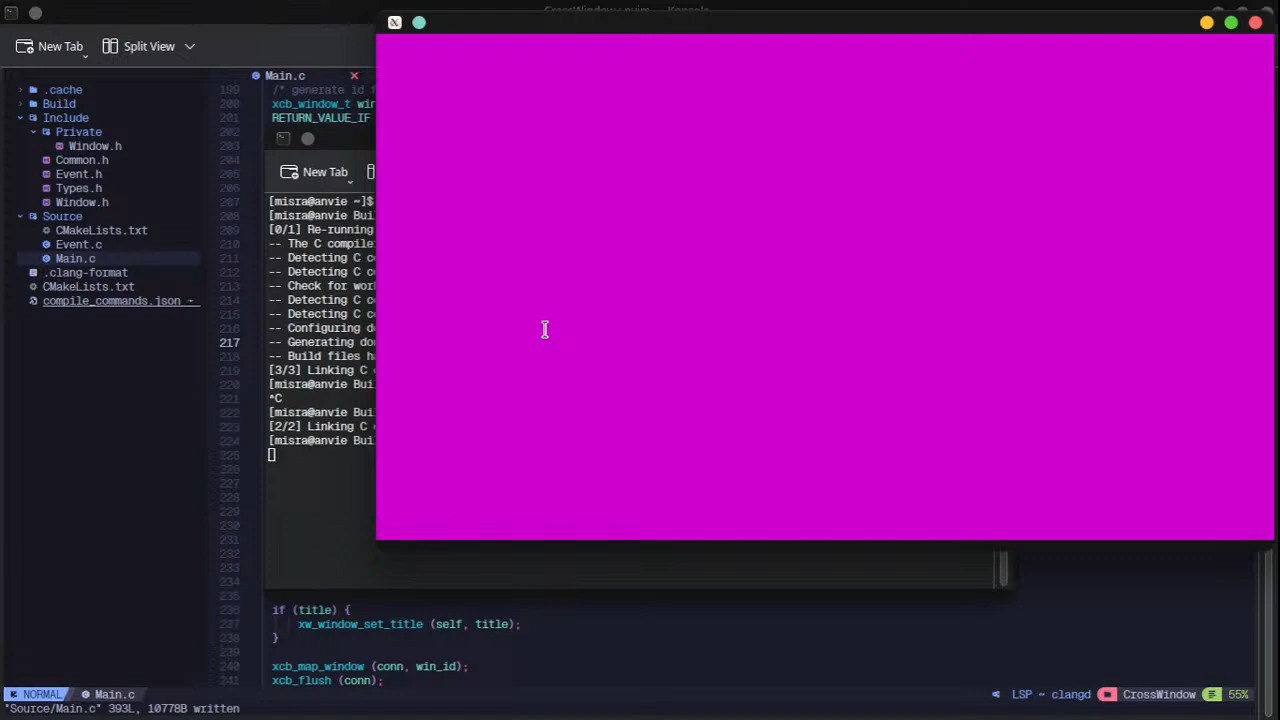 CrossWindow : nvim — Konsole
New Tab
Split View
Main.c
.cache
Build
Include
Private
Window.h
Common.h
Event.h
Types.h
Window.h
Source
CMakeLists.txt
Event.c
Main.c
.clang-format
CMakeLists.txt
compile_commands.json
199 /* generate id f
200 xcb_window_t win
201 RETURN_VALUE_IF
202
203
204
205
206
207
208
209
210
211
212
213
214
215
216
217
218
219
220
221
222
223
224
225
226
227
228
229
230
231
232
233
234
235
236 if (title) {
237 xw_window_set_title (self, title);
238 }
239
240 xcb_map_window (conn, win_id);
241 xcb_flush (conn);
New Tab
[misra@anvie ~]$
[misra@anvie Bui
[0/1] Re-running
-- The C compile
-- Detecting C c
-- Detecting C c
-- Check for wor
-- Detecting C c
-- Detecting C c
-- Configuring d
-- Generating do
-- Build files h
[3/3] Linking C
[misra@anvie Bui
^C
[misra@anvie Bui
[2/2] Linking C
[misra@anvie Bui
NORMAL Main.c LSP ~ clangd CrossWindow 55%
"Source/Main.c" 393L, 10778B written